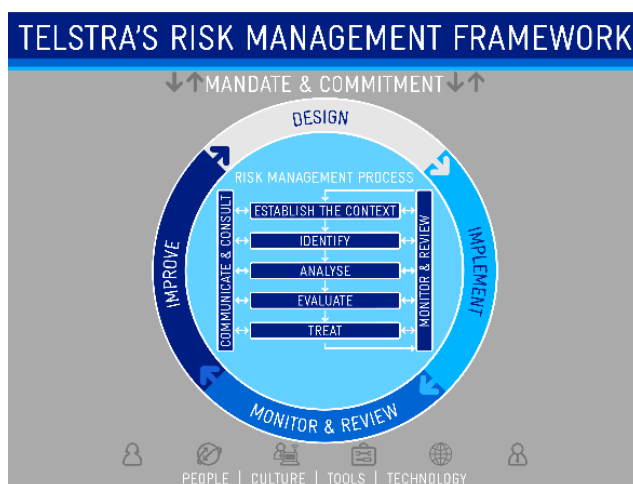 TELSTRA'S RISK MANAGEMENT FRAMEWORK
MANDATE & COMMITMENT
DESIGN
RISK MANAGEMENT PROCESS
ESTABLISH THE CONTEXT
IDENTIFY
ANALYSE
EVALUATE
TREAT
COMMUNICATE & CONSULT
MONITOR & REVIEW
IMPROVE
IMPLEMENT
MONITOR & REVIEW
PEOPLE | CULTURE | TOOLS | TECHNOLOGY